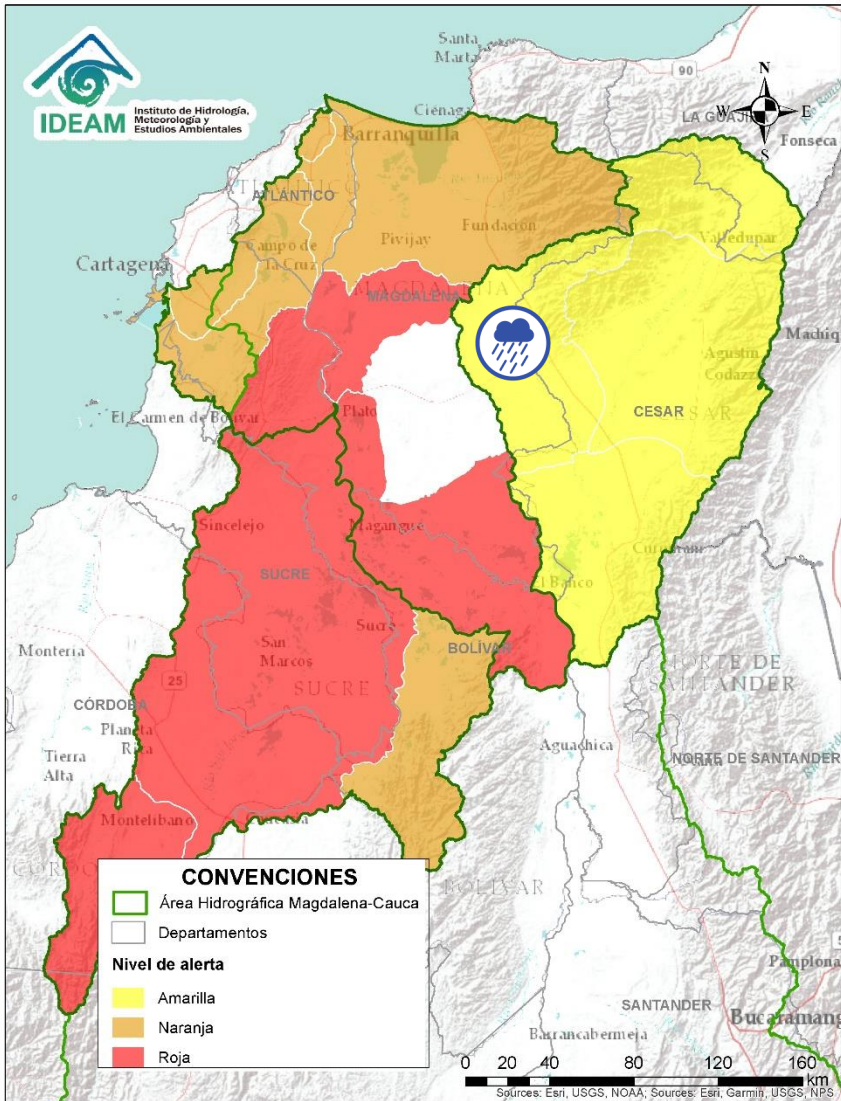 Santa
Marta
90
N
W
E
S
IDEAM
Instituto de Hidrología,
Meteorología y
Estudios Ambientales
Ciénaga
LA GUAJIRA
Fonseca
Barranquilla
ATLÁNTICO
Valledupar
Campo de
la Cruz
Pivijay
Fundación
Cartagena
MAGDALENA
Machiq
Agustín
Codazzi
El Carmen de Bolívar
Plato
CESAR
CESAR
Sincelejo
Magangué
SUCRE
El Banco
Sucre
San
Marcos
BOLÍVAR
Montería
SUCRE
NORTE DE
SANTANDER
25
CÓRDOBA
Planeta
Rica
Aguachica
Tierra
Alta
NORTE DE SANTANDER
Montelíbano
BOLÍVAR
CONVENCIONES
Área Hidrográfica Magdalena-Cauca
Departamentos
Nivel de alerta
Amarilla
Naranja
Roja
Pamplona
SANTANDER
Bucaramang
Barrancabermeja
0 20 40 80 120 160
km
Sources: Esri, USGS, NOAA; Sources: Esri, Garmin, USGS, NPS